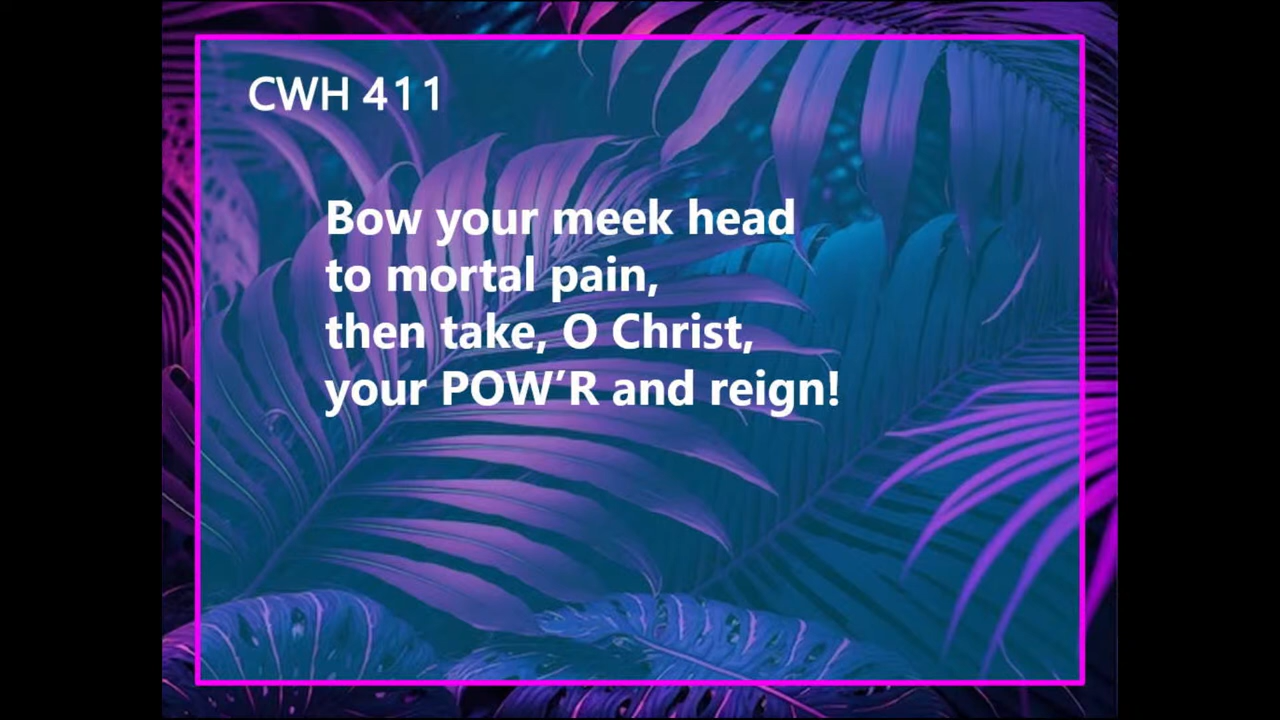 CWH 411
Bow your meek head
to mortal pain,
then take, O Christ,
your POW’R and reign!